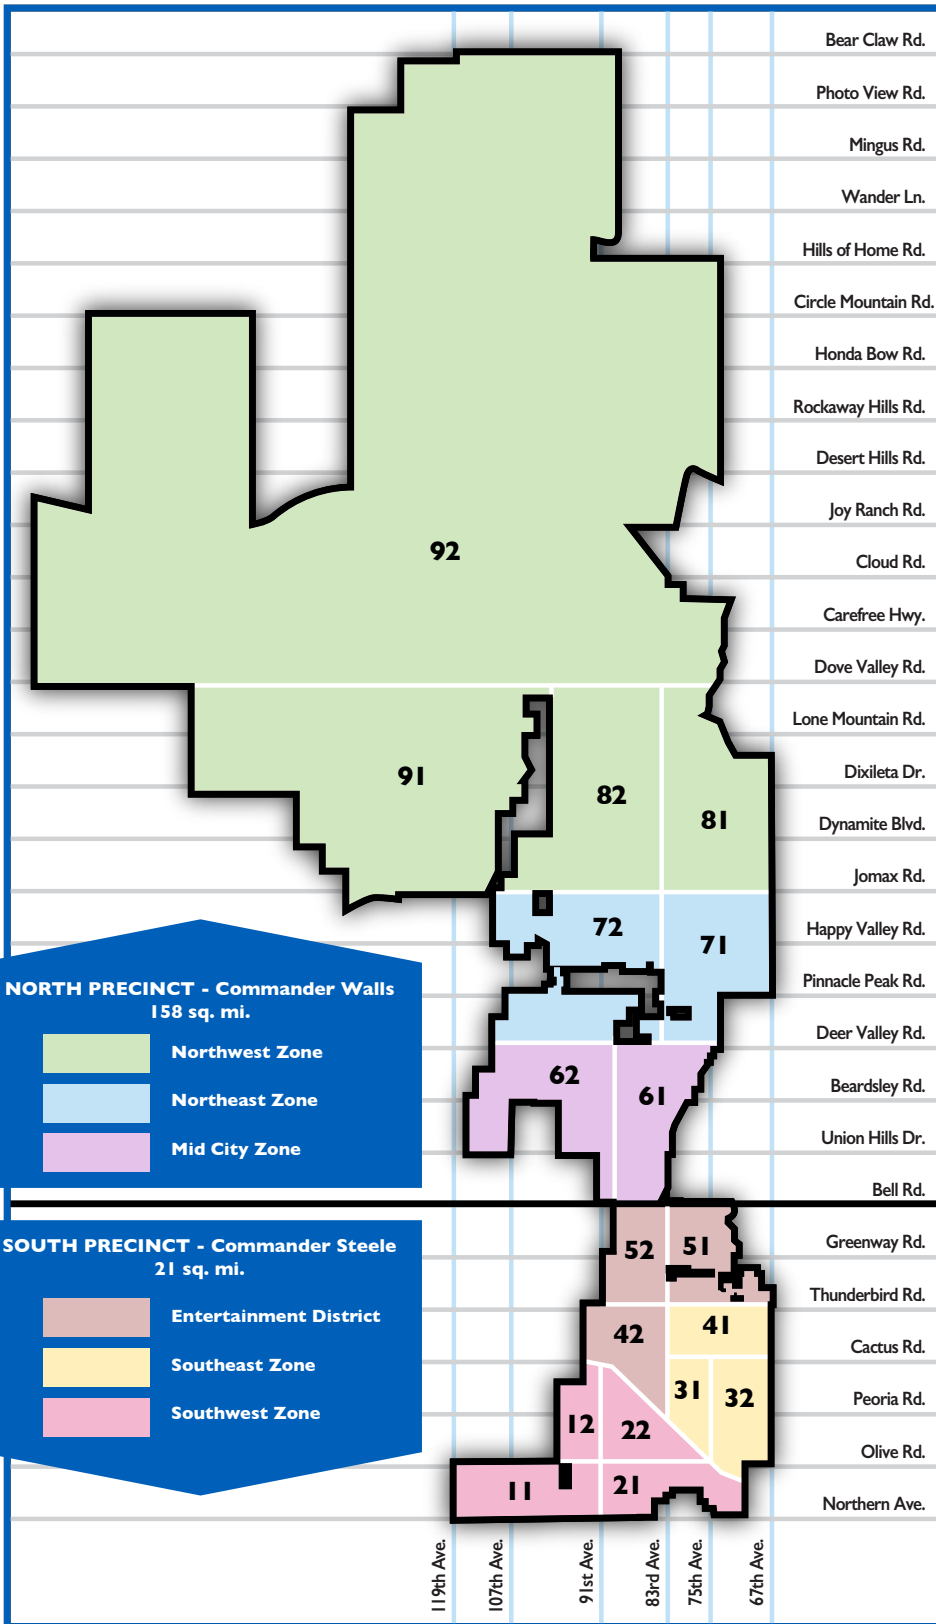 Bear Claw Rd.
Photo View Rd.
Mingus Rd.
Wander Ln.
Hills of Home Rd.
Circle Mountain Rd.
Honda Bow Rd.
Rockaway Hills Rd.
Desert Hills Rd.
Joy Ranch Rd.
92
Cloud Rd.
Carefree Hwy.
Dove Valley Rd.
Lone Mountain Rd.
91
Dixileta Dr.
82
81
Dynamite Blvd.
Jomax Rd.
72
Happy Valley Rd.
71
Pinnacle Peak Rd.
NORTH PRECINCT - Commander Walls
158 sq. mi.
Northwest Zone
Northeast Zone
Mid City Zone
Deer Valley Rd.
62
Beardsley Rd.
61
Union Hills Dr.
Bell Rd.
SOUTH PRECINCT - Commander Steele
21 sq. mi.
Entertainment District
Southeast Zone
Southwest Zone
52
51
Greenway Rd.
Thunderbird Rd.
42
41
Cactus Rd.
31
32
Peoria Rd.
12
22
Olive Rd.
11
21
Northern Ave.
119th Ave.
107th Ave.
91st Ave.
83rd Ave.
75th Ave.
67th Ave.